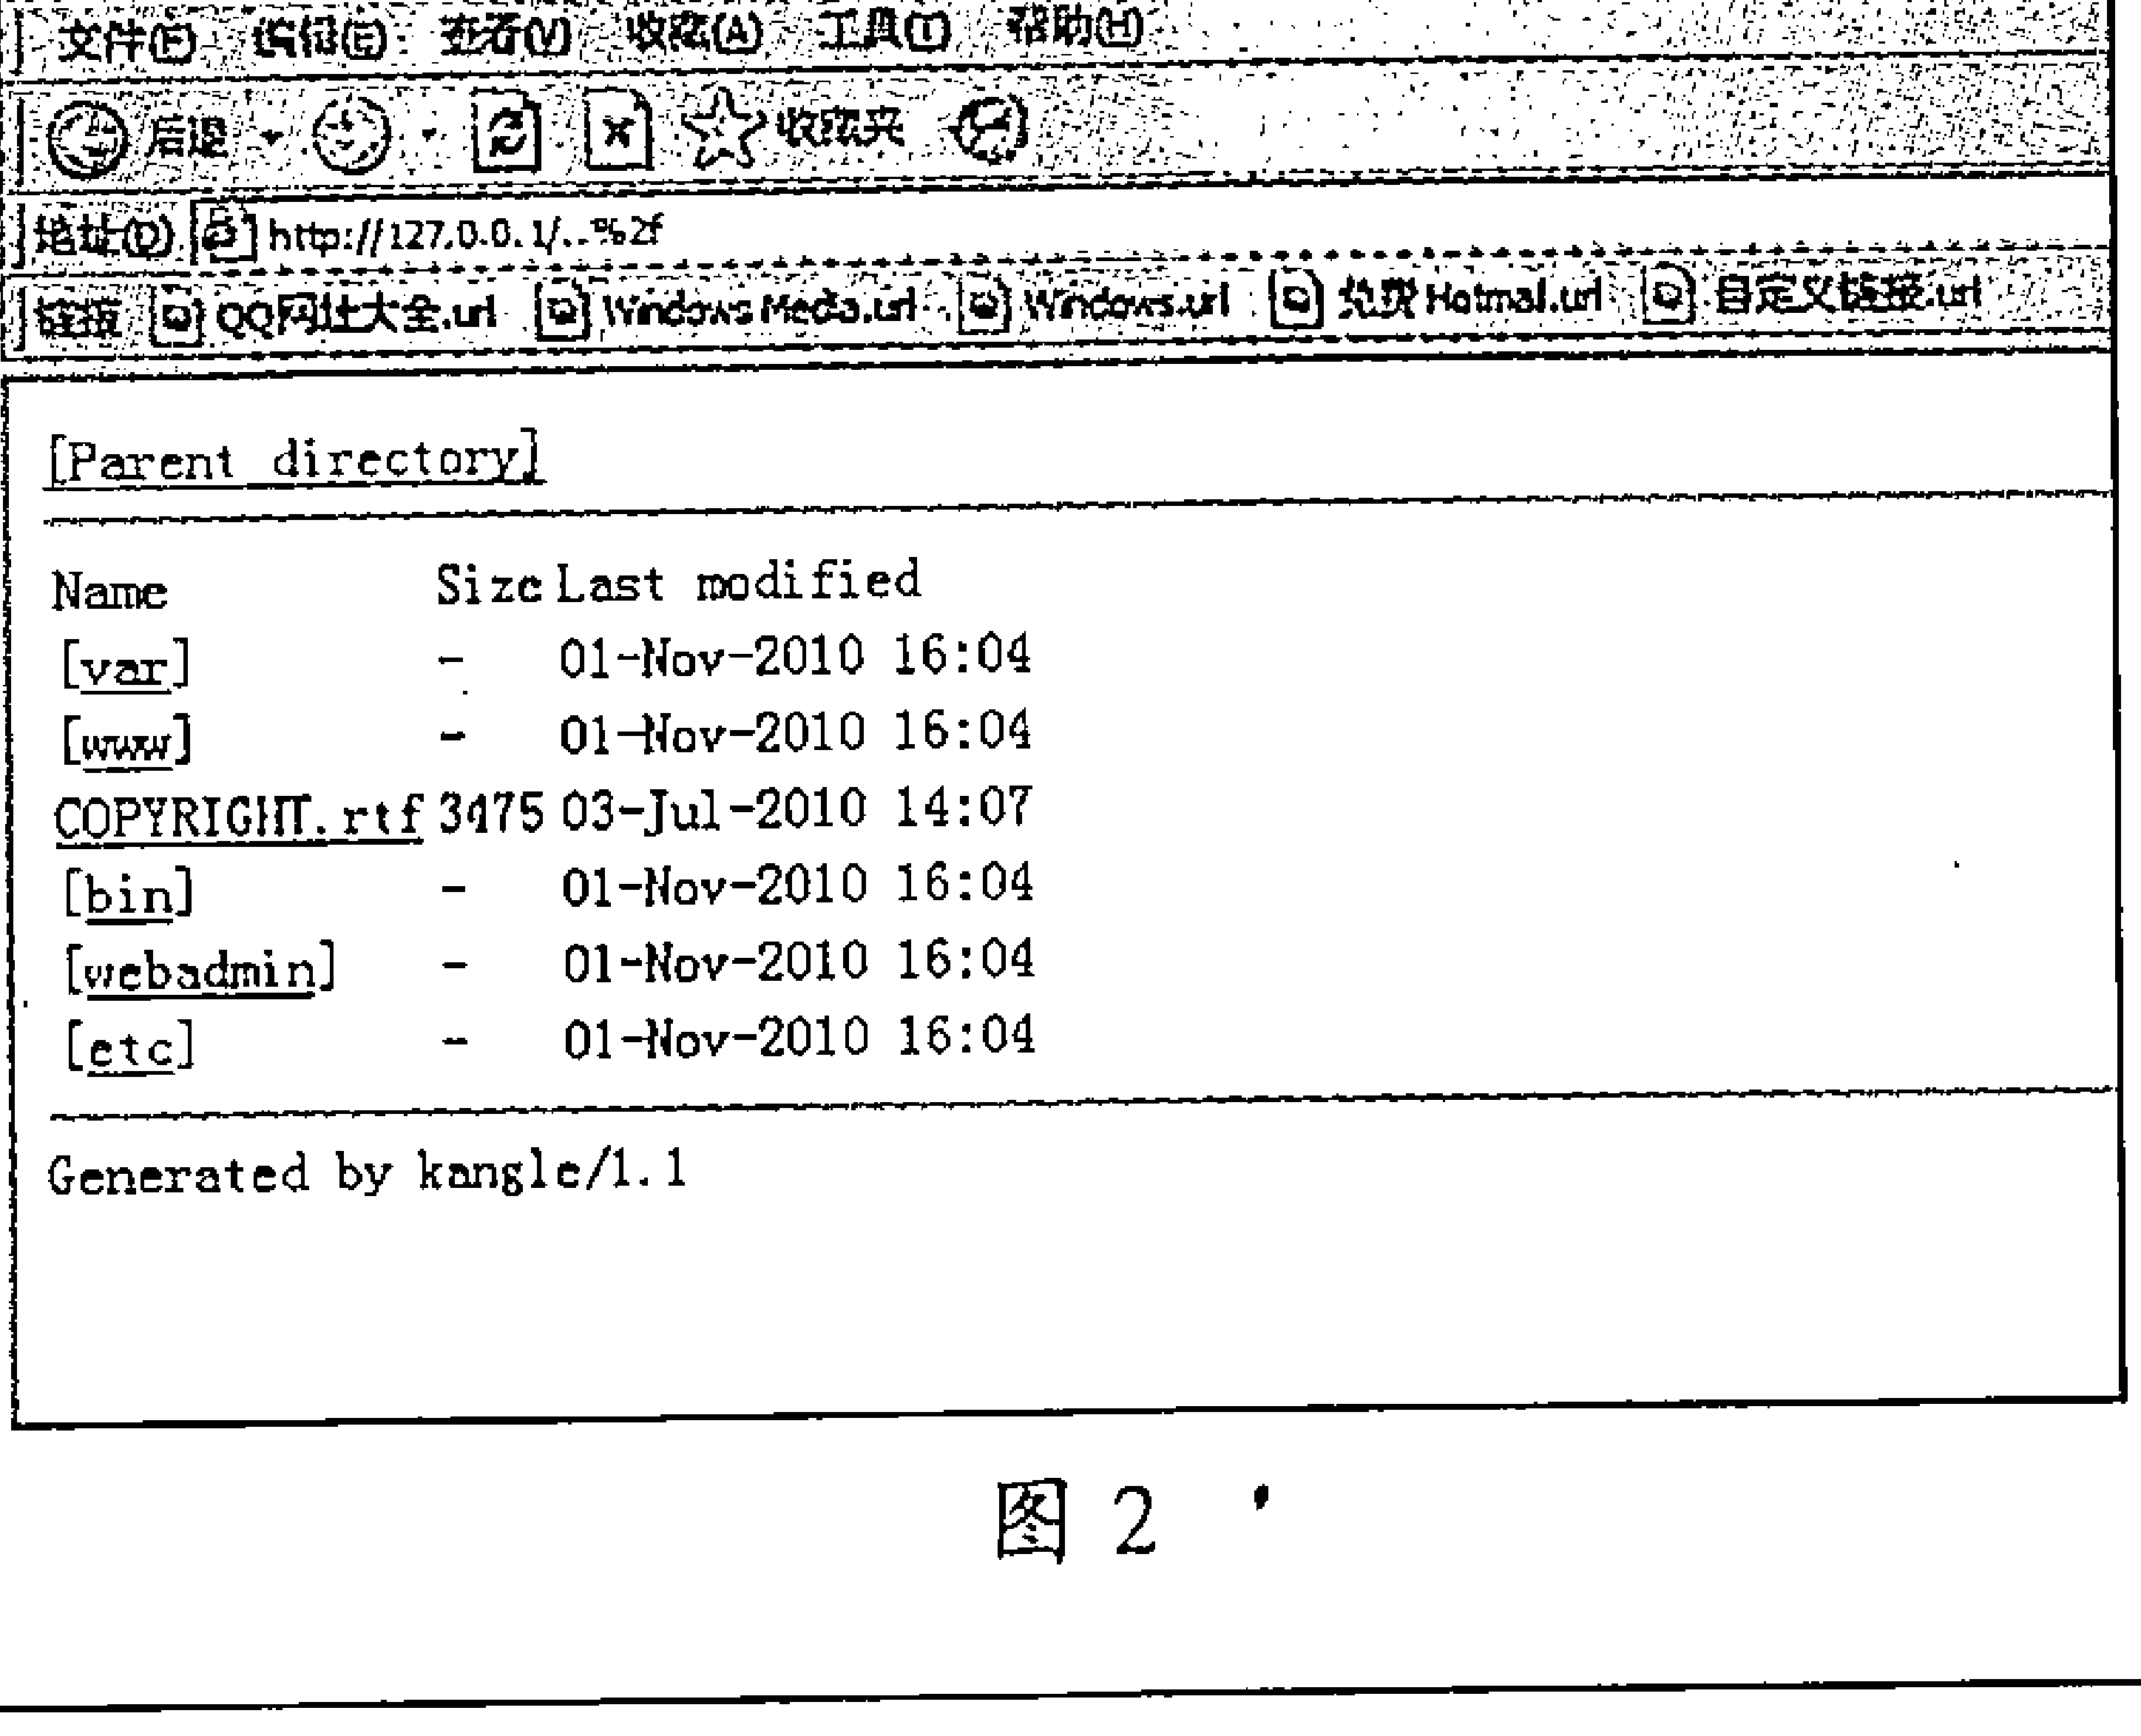 文件(F) 编辑(E) 查看(V) 收藏(A) 工具(T) 帮助(H)
后退 收藏夹
地址(D) http://127.0.0.1/..%2f
链接 QQ网址大全.url Windows Media.url Windows.url 免费 Hotmail.url 自定义链接.url
[Parent directory]
Name Size Last modified
[var] - 01-Nov-2010 16:04
[www] - 01-Nov-2010 16:04
COPYRIGHT.rtf 3475 03-Jul-2010 14:07
[bin] - 01-Nov-2010 16:04
[webadmin] - 01-Nov-2010 16:04
[etc] - 01-Nov-2010 16:04
Generated by kangle/1.1
图 2